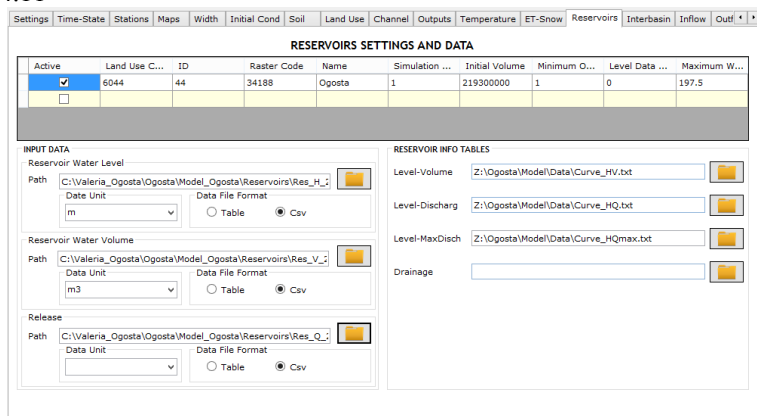 Settings Time-State Stations Maps Width Initial Cond Soil Land Use Channel Outputs Temperature ET-Snow Reservoirs Interbasin Inflow Outf
RESERVOIRS SETTINGS AND DATA
Active Land Use C... ID Raster Code Name Simulation ... Initial Volume Minimum O... Level Data ... Maximum W...
6044 44 34188 Ogosta 1 219300000 1 0 197.5
INPUT DATA
Reservoir Water Level
Path C:\Valeria_Ogosta\Ogosta\Model_Ogosta\Reservoirs\Res_H_
Date Unit Data File Format
m Table Csv
Reservoir Water Volume
Path C:\Valeria_Ogosta\Ogosta\Model_Ogosta\Reservoirs\Res_V_
Data Unit Data File Format
m3 Table Csv
Release
Path C:\Valeria_Ogosta\Ogosta\Model_Ogosta\Reservoirs\Res_Q_
Data Unit Data File Format
Table Csv
RESERVOIR INFO TABLES
Level-Volume Z:\Ogosta\Model\Data\Curve_HV.txt
Level-Discharg Z:\Ogosta\Model\Data\Curve_HQ.txt
Level-MaxDisch Z:\Ogosta\Model\Data\Curve_HQmax.txt
Drainage